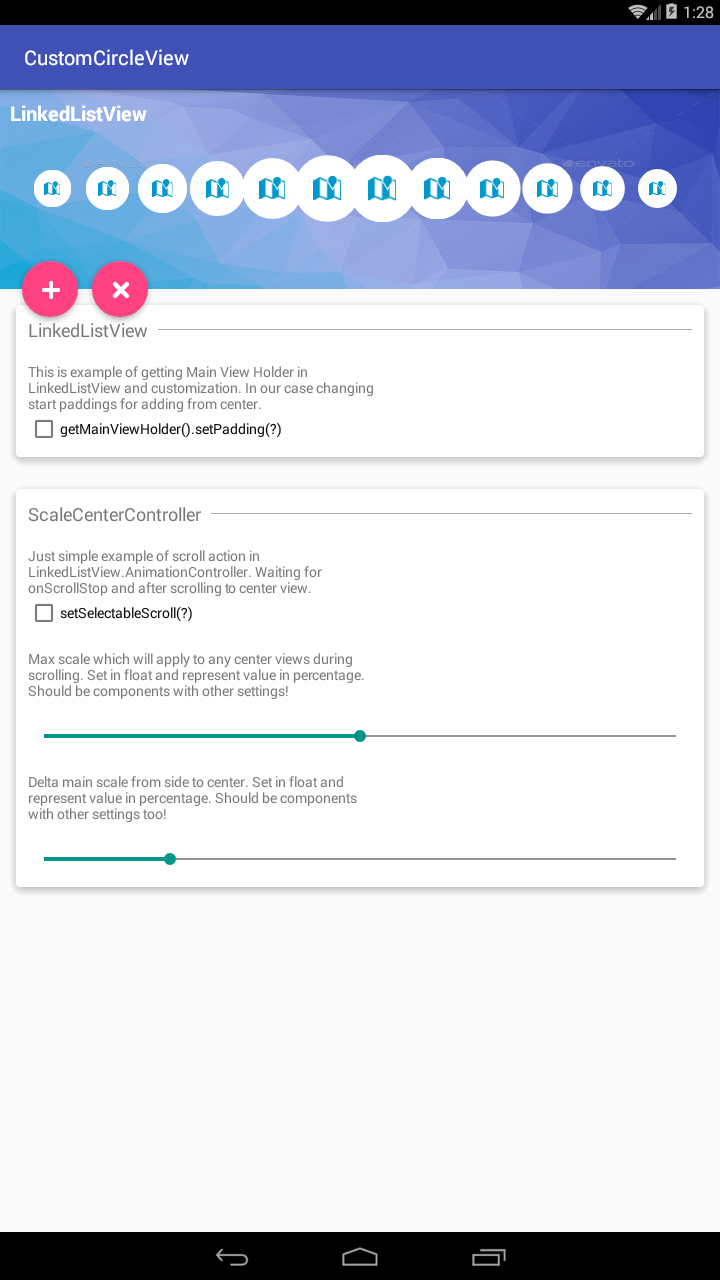 1:28
CustomCircleView
LinkedListView
envato
LinkedListView
This is example of getting Main View Holder in
LinkedListView and customization. In our case changing
start paddings for adding from center.
getMainViewHolder().setPadding(?)
ScaleCenterController
Just simple example of scroll action in
LinkedListView.AnimationController. Waiting for
onScrollStop and after scrolling to center view.
setSelectableScroll(?)
Max scale which will apply to any center views during
scrolling. Set in float and represent value in percentage.
Should be components with other settings!
Delta main scale from side to center. Set in float and
represent value in percentage. Should be components
with other settings too!